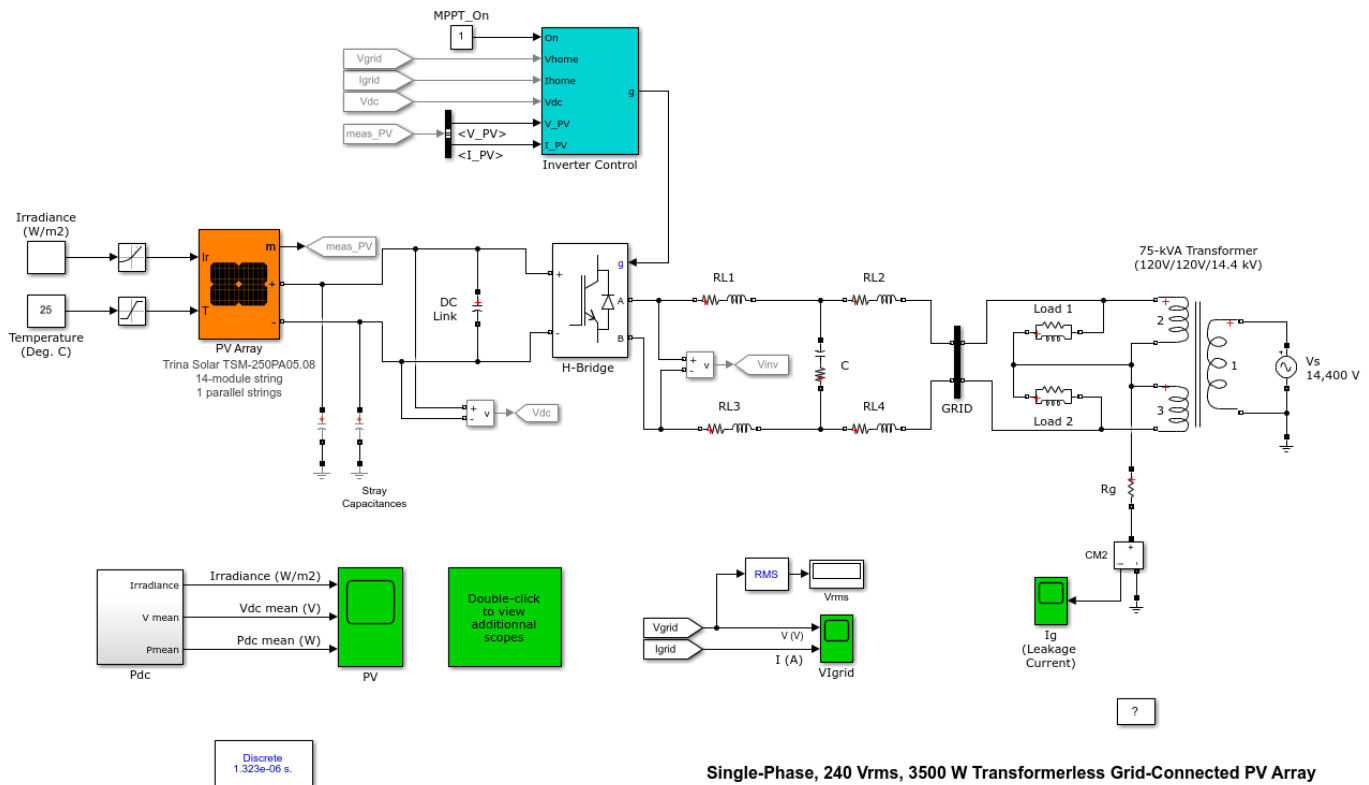 MPPT_On
1
On
Vgrid
Vhome
Igrid
Ihome
Vdc
Vdc
g
meas_PV
V_PV
<V_PV>
I_PV
<I_PV>
Inverter Control
Irradiance
(W/m2)
Ir
m
meas_PV
+
T
-
25
Temperature
(Deg. C)
PV Array
Trina Solar TSM-250PA05.08
14-module string
1 parallel strings
DC
Link
+
-
g
A
B
H-Bridge
+
-
v
Vdc
Stray
Capacitances
RL1
RL2
+
-
v
Vinv
C
RL3
RL4
GRID
75-kVA Transformer
(120V/120V/14.4 kV)
Load 1
+
2
+
1
Vs
14,400 V
+
3
Load 2
Rg
CM2
+
-
i
Ig
(Leakage
Current)
Irradiance
Irradiance (W/m2)
V mean
Vdc mean (V)
Pmean
Pdc mean (W)
Pdc
PV
Double-click
to view
additionnal
scopes
RMS
Vrms
Vgrid
V (V)
Igrid
I (A)
VIgrid
?
Discrete
1.323e-06 s.
Single-Phase, 240 Vrms, 3500 W Transformerless Grid-Connected PV Array